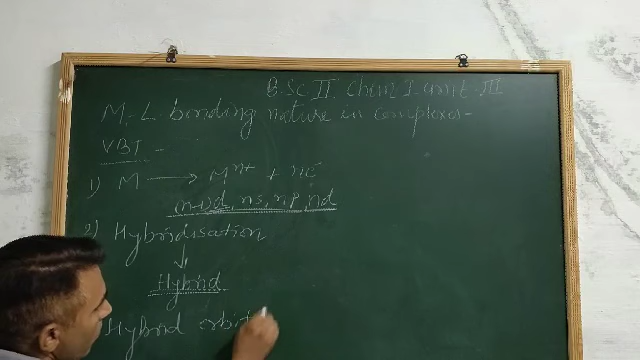 B.Sc II Chem I unit III
M-L bonding nature in complexes-
VBT -
1) M ⟶ Mⁿ⁺ + ne⁻
(n-1)d, ns, np, nd
2) Hybridisation
↓
Hybrid
Hybrid orbit